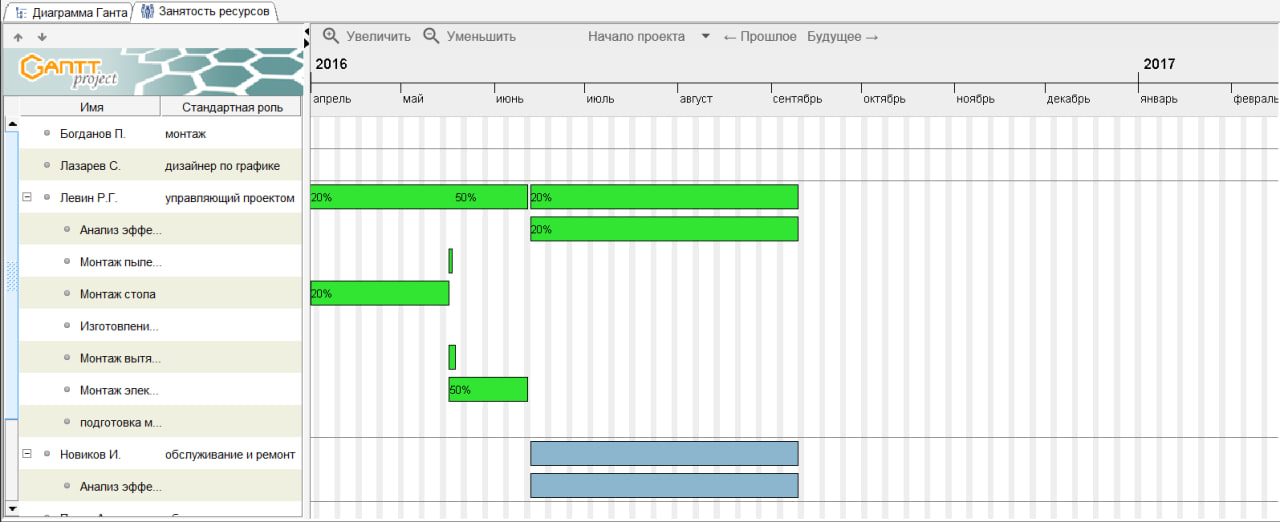 Диаграмма Ганта Занятость ресурсов
Увеличить Уменьшить Начало проекта ← Прошлое Будущее →
GANTT project
2016 2017
апрель май июнь июль август сентябрь октябрь ноябрь декабрь январь февраль
Имя Стандартная роль
Богданов П. монтаж
Лазарев С. дизайнер по графике
Левин Р.Г. управляющий проектом 20% 50% 20%
Анализ эффе... 20%
Монтаж пыле...
Монтаж стола 20%
Изготовлени...
Монтаж вытя...
Монтаж элек... 50%
подготовка м...
Новиков И. обслуживание и ремонт
Анализ эффе...